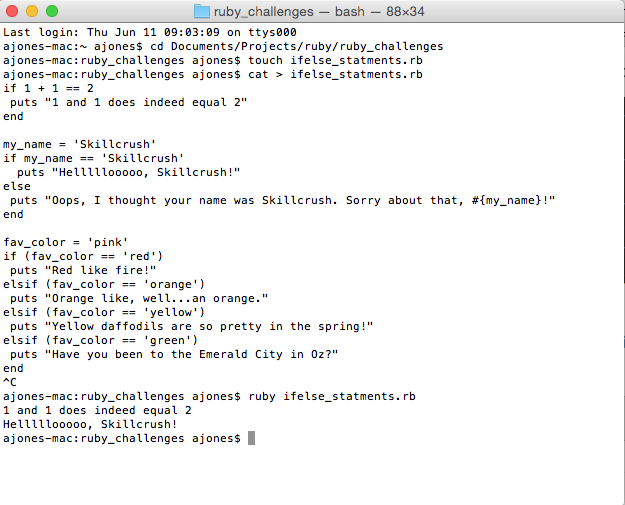 ruby_challenges — bash — 88×34
Last login: Thu Jun 11 09:03:09 on ttys000
ajones-mac:~ ajones$ cd Documents/Projects/ruby/ruby_challenges
ajones-mac:ruby_challenges ajones$ touch ifelse_statments.rb
ajones-mac:ruby_challenges ajones$ cat > ifelse_statments.rb
if 1 + 1 == 2
 puts "1 and 1 does indeed equal 2"
end

my_name = 'Skillcrush'
if my_name == 'Skillcrush'
  puts "Helllllooooo, Skillcrush!"
else
 puts "Oops, I thought your name was Skillcrush. Sorry about that, #{my_name}!"
end

fav_color = 'pink'
if (fav_color == 'red')
 puts "Red like fire!"
elsif (fav_color == 'orange')
 puts "Orange like, well...an orange."
elsif (fav_color == 'yellow')
 puts "Yellow daffodils are so pretty in the spring!"
elsif (fav_color == 'green')
 puts "Have you been to the Emerald City in Oz?"
end
^C
ajones-mac:ruby_challenges ajones$ ruby ifelse_statments.rb
1 and 1 does indeed equal 2
Helllllooooo, Skillcrush!
ajones-mac:ruby_challenges ajones$